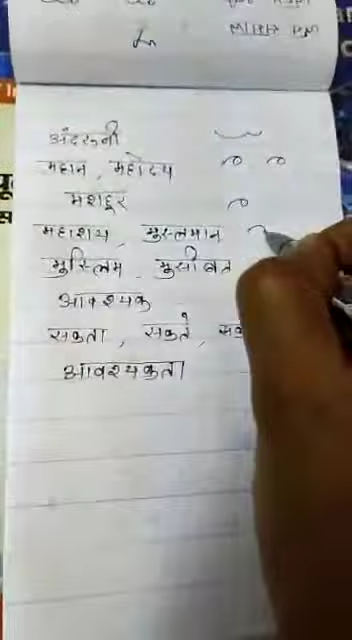 अंदरूनी
महान, महोदय
मशहूर
महाशय, मुसलमान
मुस्लिम, मुसीबत
आवश्यक
सकता, सकते,
आवश्यकता